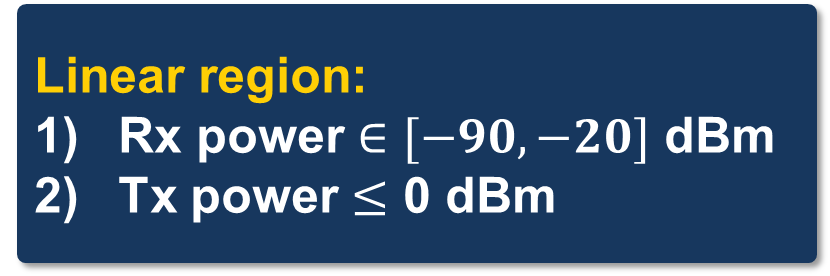 Linear region:
1) Rx power ∈ [−90, −20] dBm
2) Tx power ≤ 0 dBm